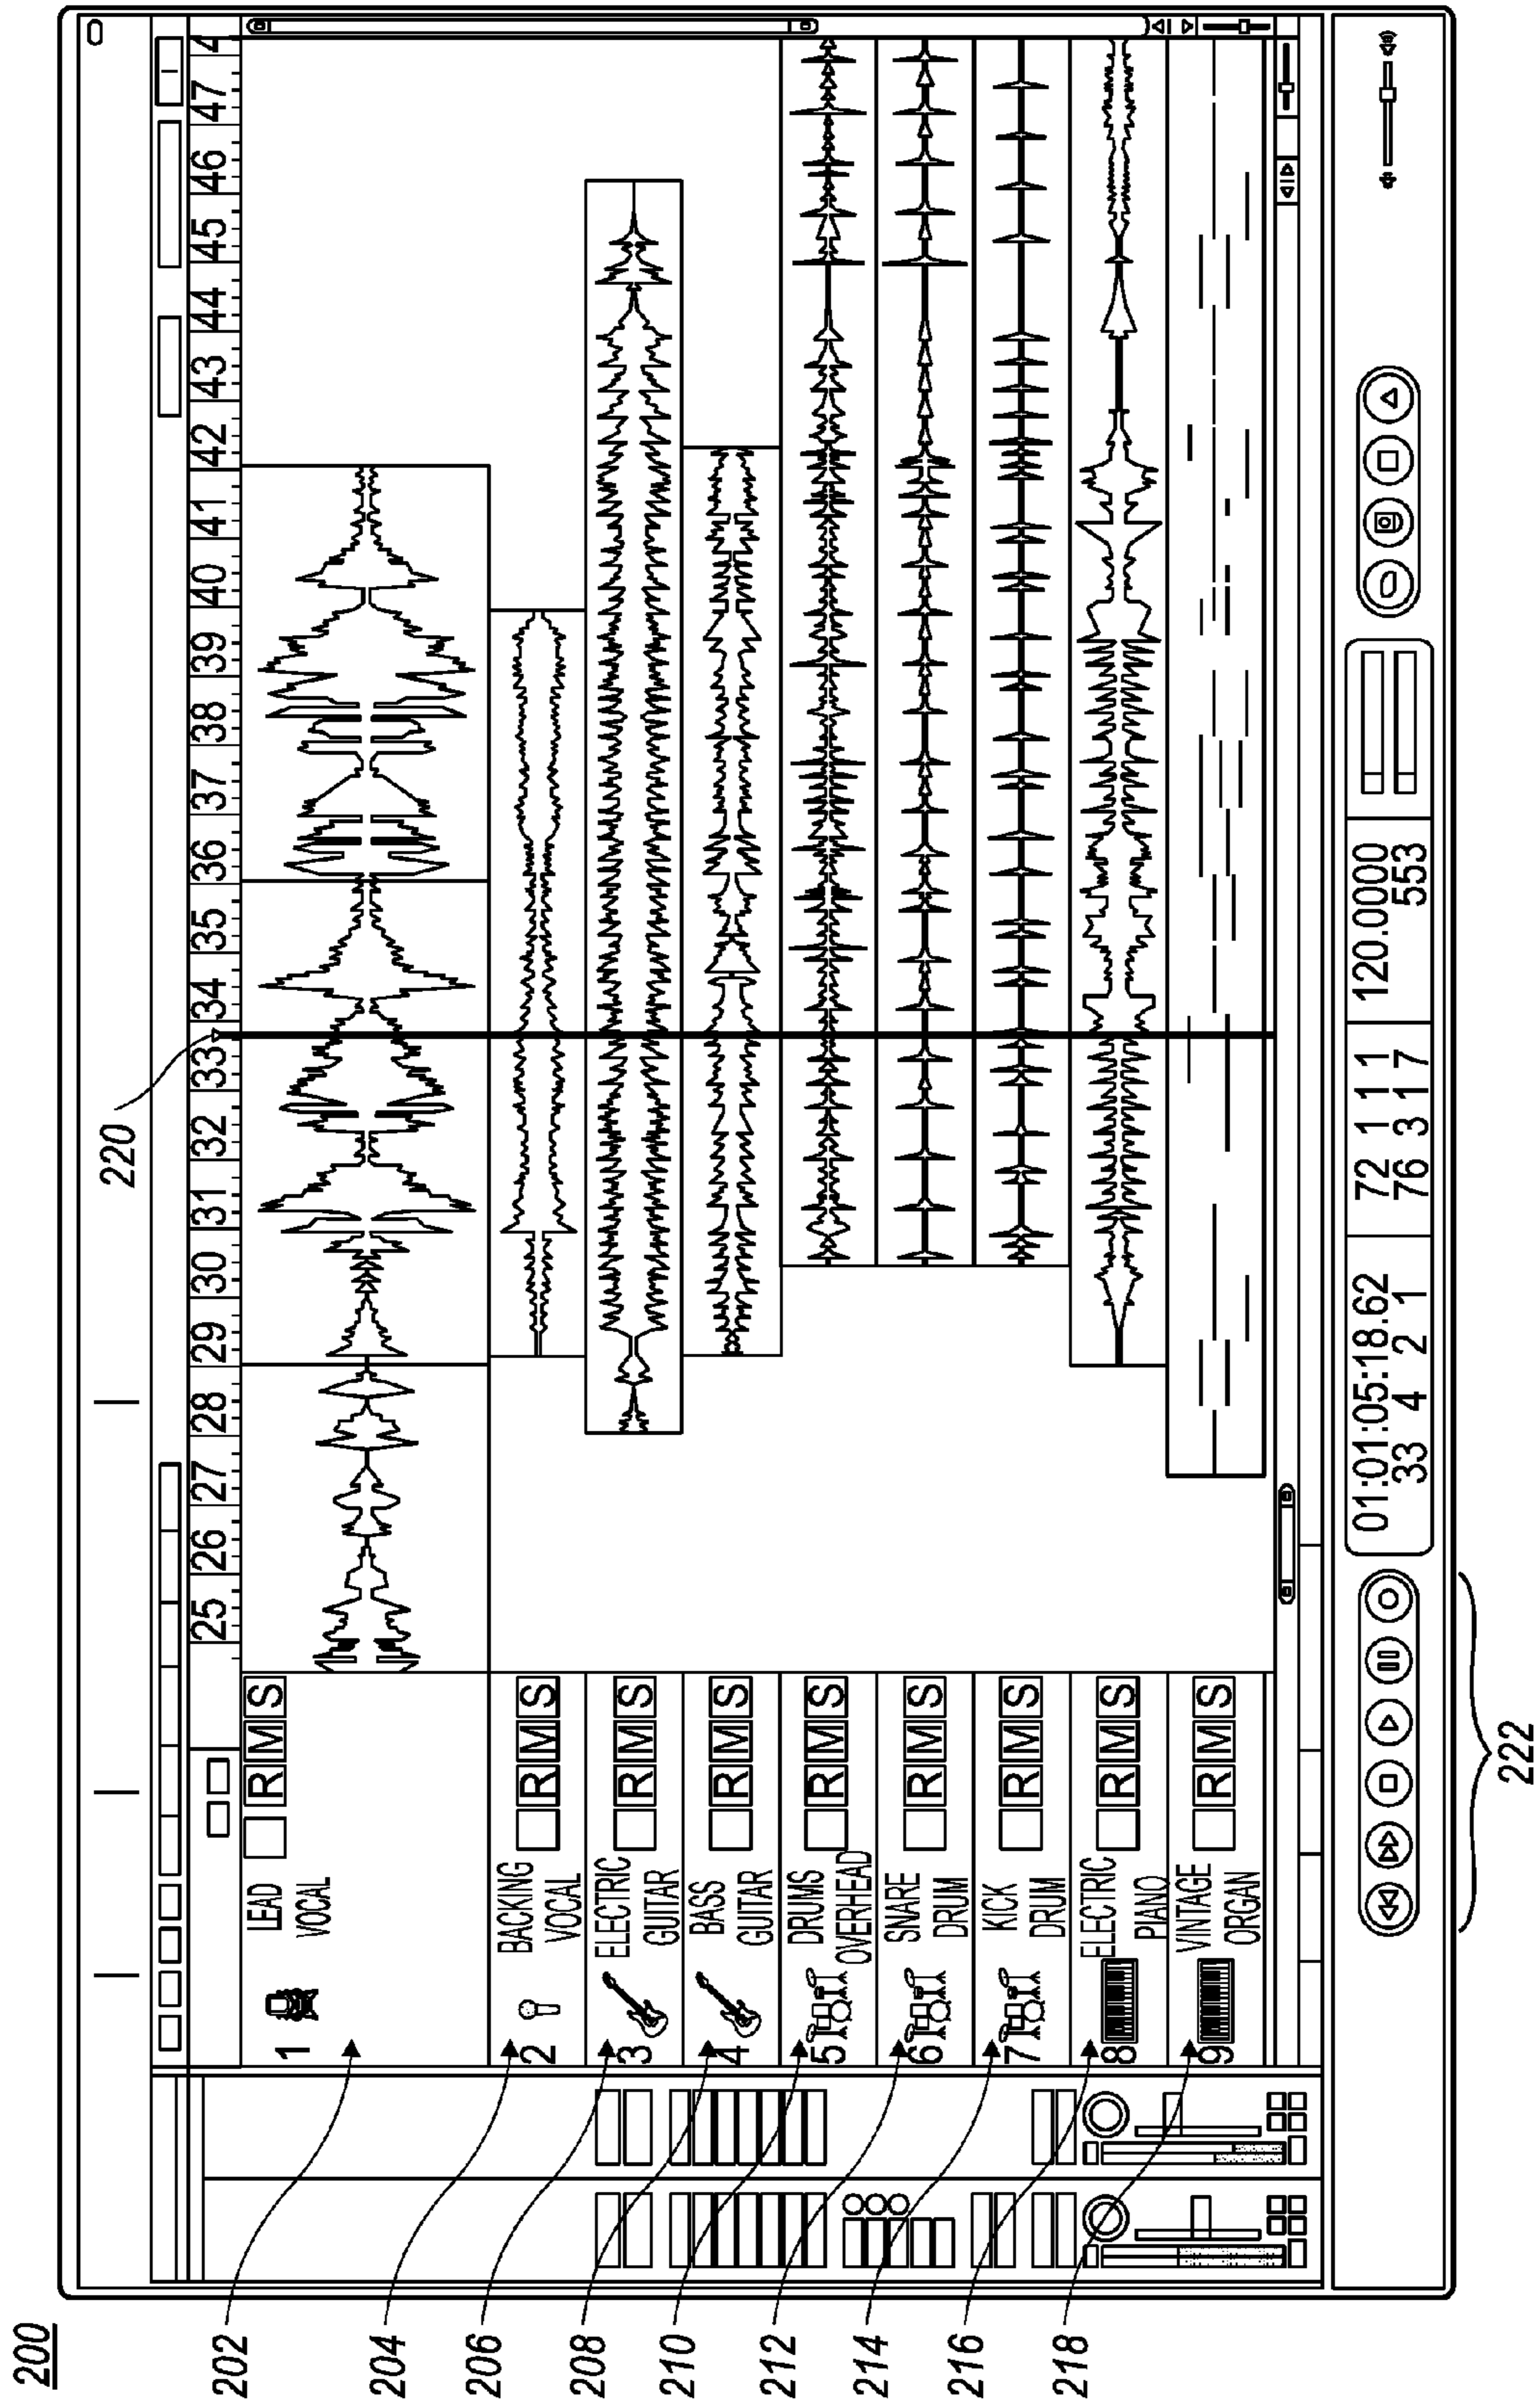 200
220
25 26 27 28 29 30 31 32 33 34 35 36 37 38 39 40 41 42 43 44 45 46 47 4
202
1 LEAD VOCAL R M S
204
2 BACKING VOCAL R M S
206
3 ELECTRIC GUITAR R M S
208
4 BASS GUITAR R M S
210
5 DRUMS OVERHEAD R M S
212
6 SNARE DRUM R M S
214
7 KICK DRUM R M S
216
8 ELECTRIC PIANO R M S
218
9 VINTAGE ORGAN R M S
01:01:05:18.62 72 1 1 1 120.0000
33 4 2 1 76 3 1 7 553
222